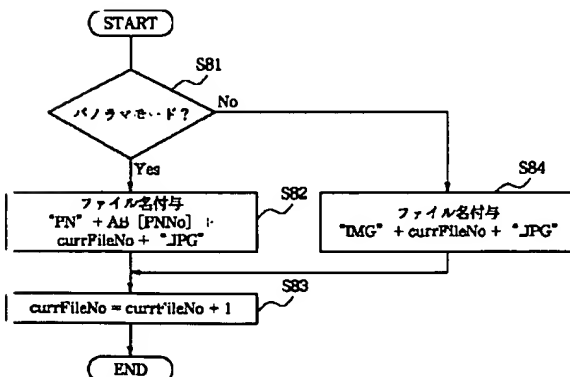 START
S81
パノラマモード?
No
Yes
S82
S84
ファイル名付与
"PN" + AB [PNNo] +
currFileNo + "JPG"
ファイル名付与
"IMG" + currFileNo + "JPG"
S83
currFileNo = currFileNo + 1
END